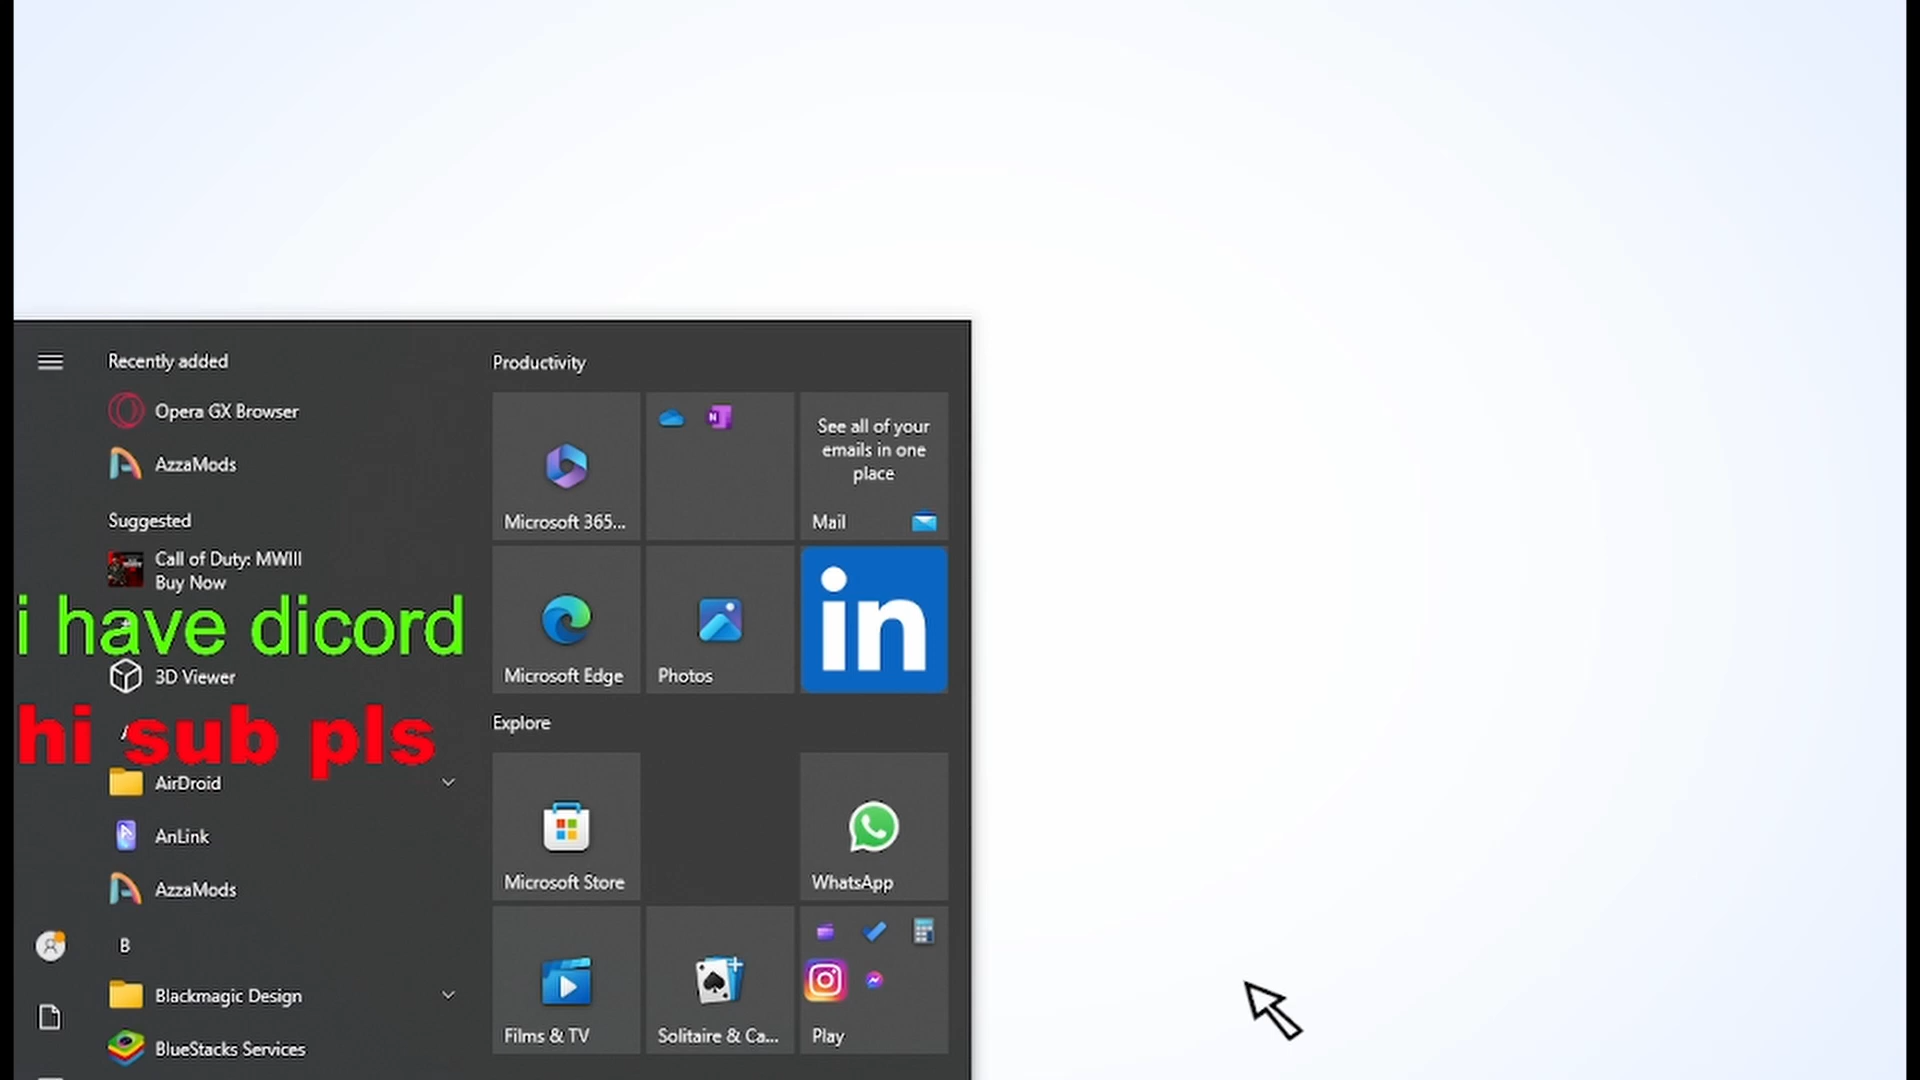 Recently added
Opera GX Browser
AzzaMods
Suggested
Call of Duty: MWIII
Buy Now
i have dicord
3D Viewer
hi sub pls
AirDroid
AnLink
AzzaMods
B
Blackmagic Design
BlueStacks Services
Productivity
Microsoft 365...
See all of your
emails in one
place
Mail
Microsoft Edge
Photos
in
Explore
Microsoft Store
WhatsApp
Films & TV
Solitaire & Ca...
Play